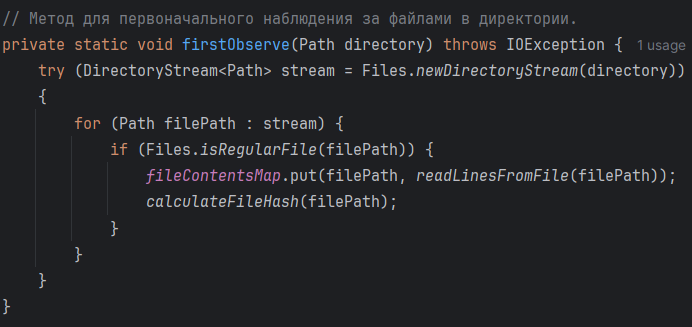 // Метод для первоначального наблюдения за файлами в директории.
private static void firstObserve(Path directory) throws IOException { 1 usage
    try (DirectoryStream<Path> stream = Files.newDirectoryStream(directory))
    {
        for (Path filePath : stream) {
            if (Files.isRegularFile(filePath)) {
                fileContentsMap.put(filePath, readLinesFromFile(filePath));
                calculateFileHash(filePath);
            }
        }
    }
}